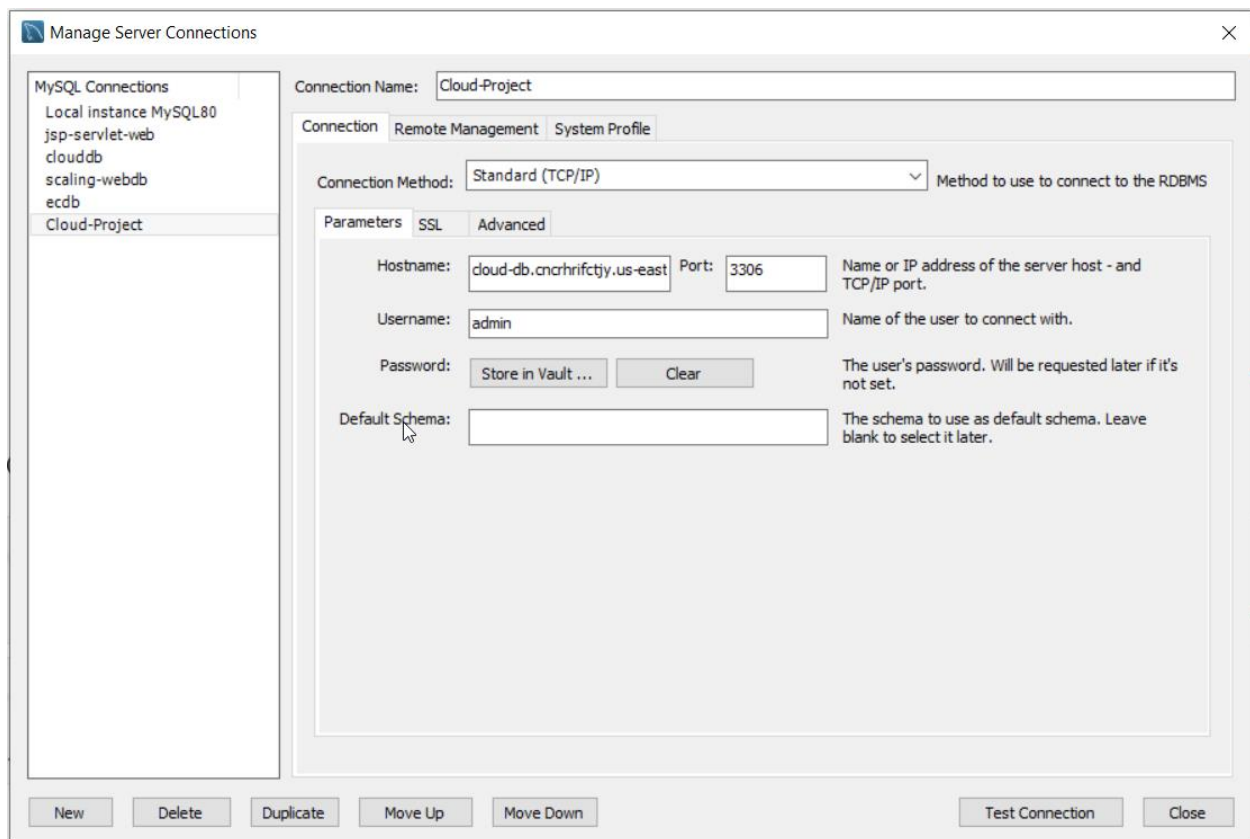 Manage Server Connections
MySQL Connections
Local instance MySQL80
jsp-servlet-web
clouddb
scaling-webdb
ecdb
Cloud-Project
Connection Name: Cloud-Project
Connection Remote Management System Profile
Connection Method: Standard (TCP/IP) Method to use to connect to the RDBMS
Parameters SSL Advanced
Hostname: cloud-db.cncrhrifctjy.us-east Port: 3306 Name or IP address of the server host - and
TCP/IP port.
Username: admin Name of the user to connect with.
Password: Store in Vault ... Clear The user's password. Will be requested later if it's
not set.
Default Schema: The schema to use as default schema. Leave
blank to select it later.
New Delete Duplicate Move Up Move Down Test Connection Close